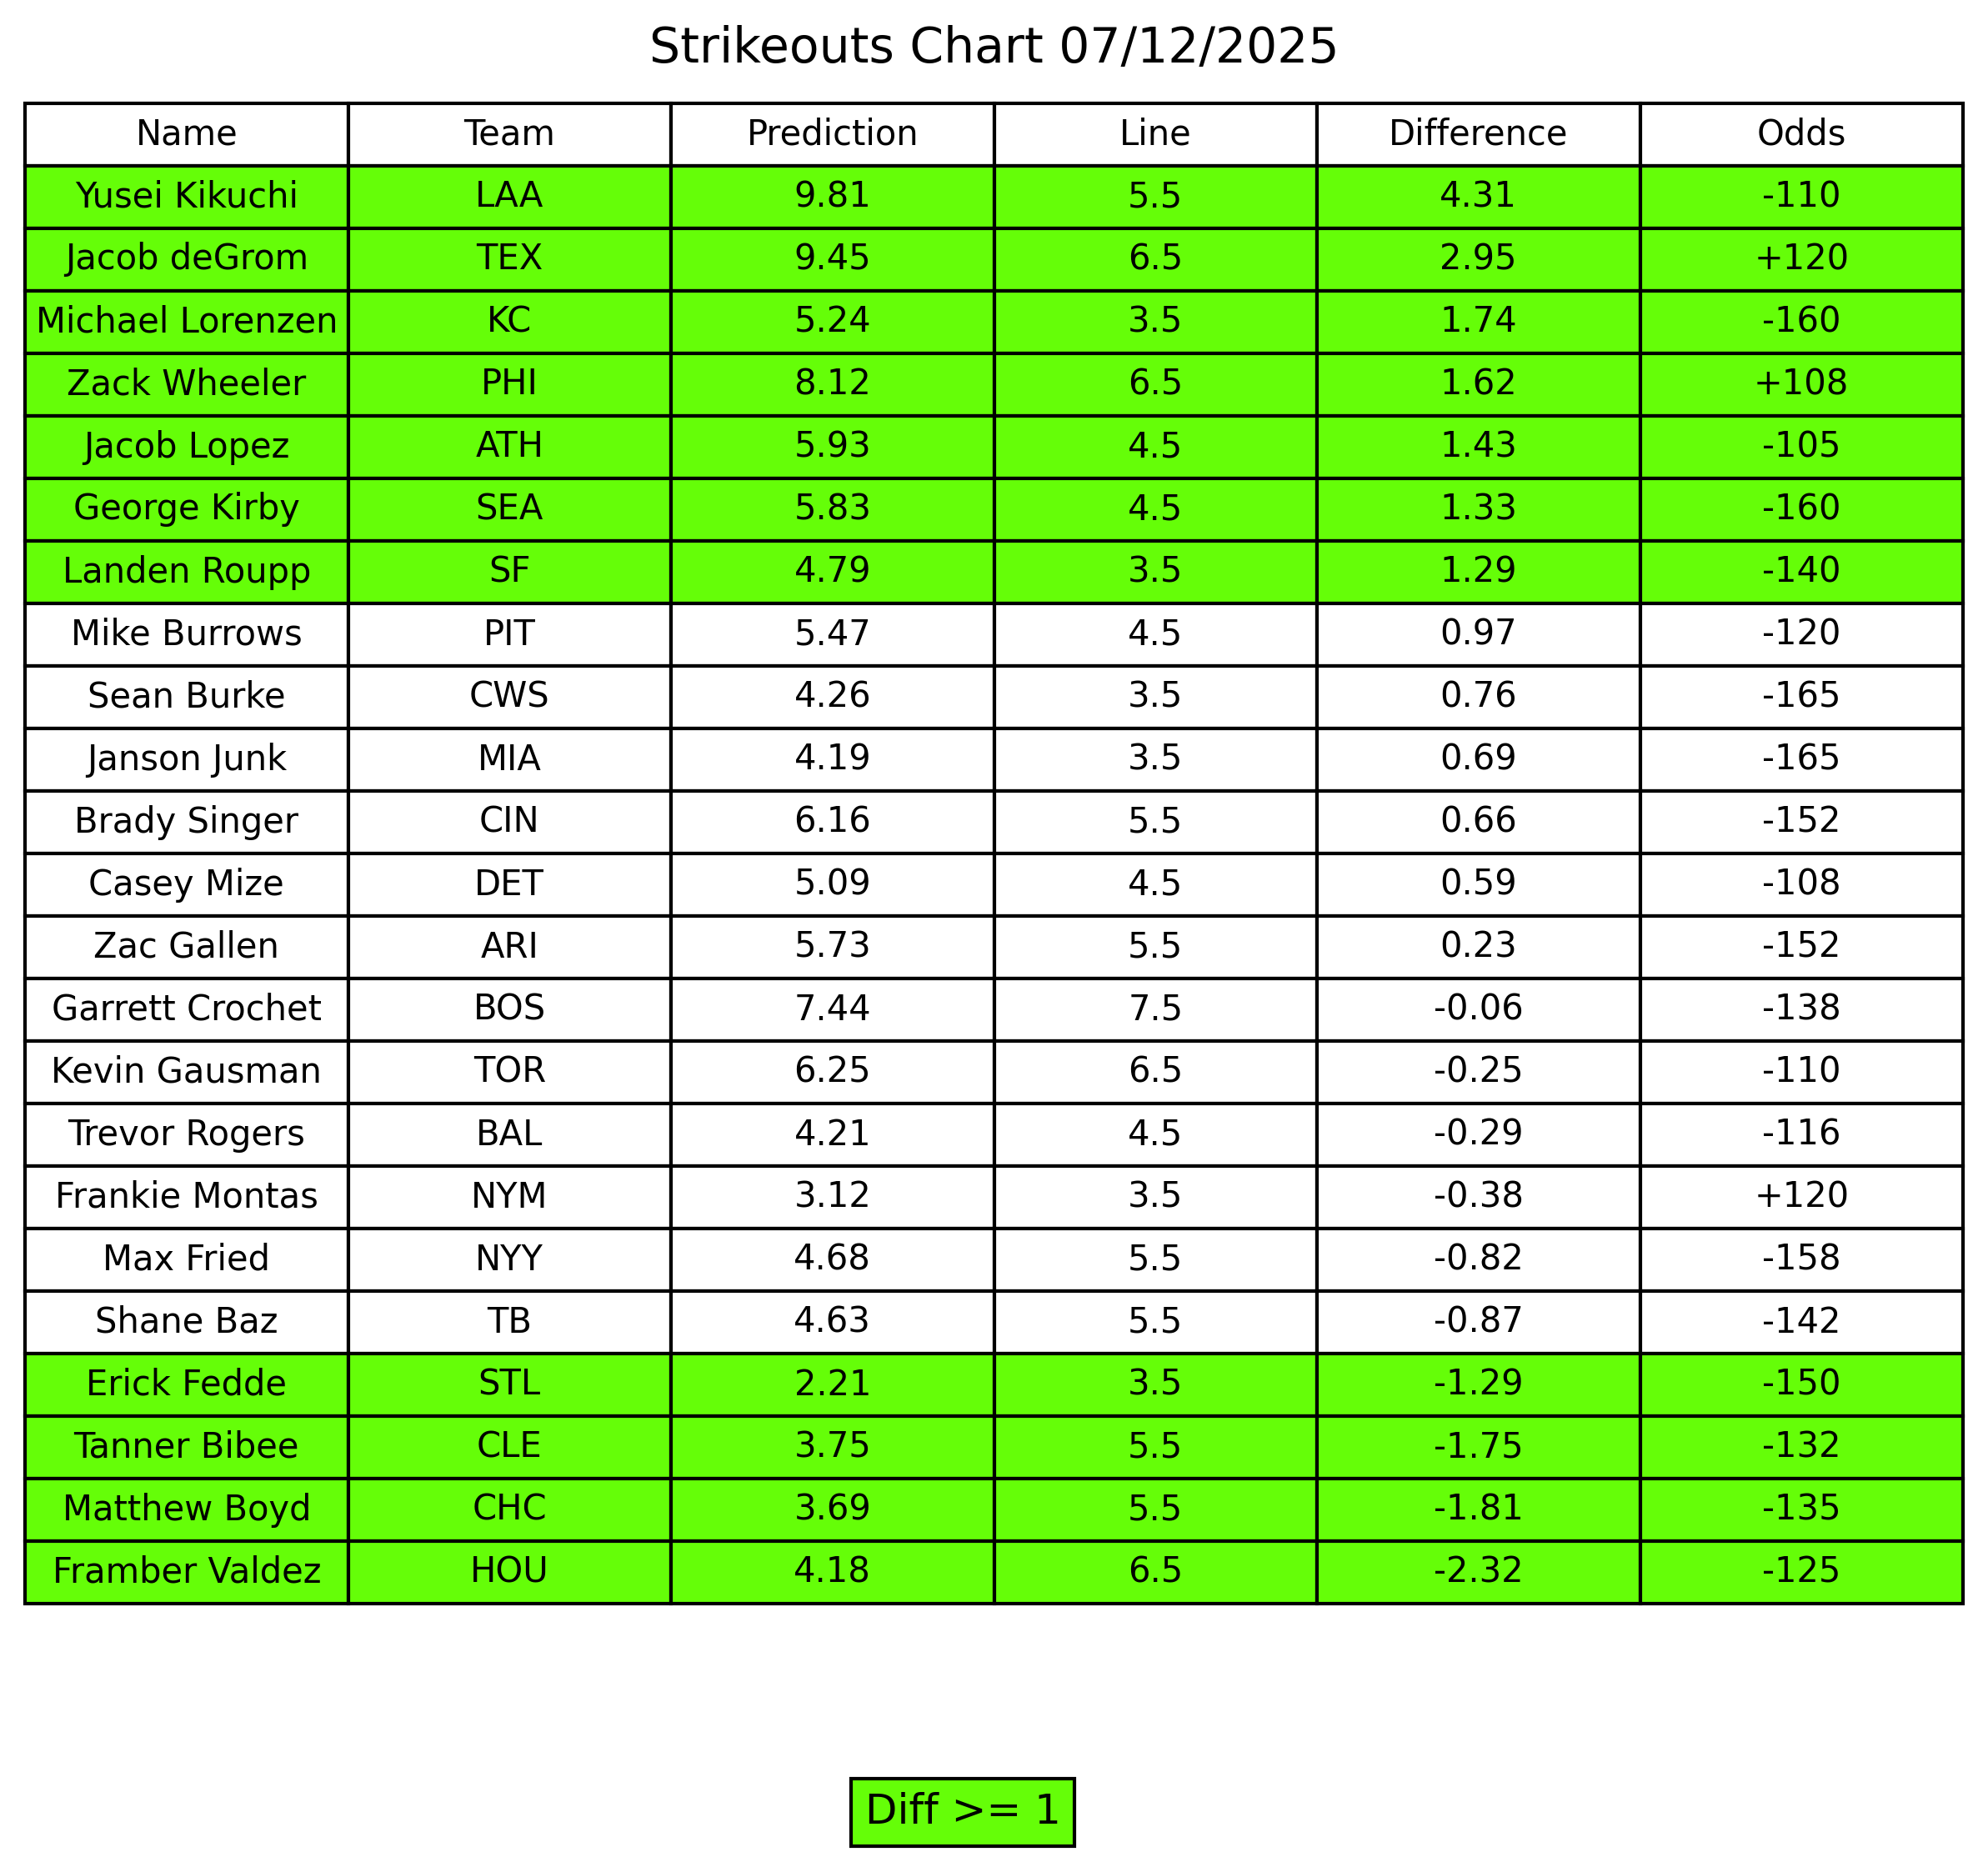 Strikeouts Chart 07/12/2025
Name Team Prediction Line Difference Odds
Yusei Kikuchi LAA 9.81 5.5 4.31 -110
Jacob deGrom TEX 9.45 6.5 2.95 +120
Michael Lorenzen KC 5.24 3.5 1.74 -160
Zack Wheeler PHI 8.12 6.5 1.62 +108
Jacob Lopez ATH 5.93 4.5 1.43 -105
George Kirby SEA 5.83 4.5 1.33 -160
Landen Roupp SF 4.79 3.5 1.29 -140
Mike Burrows PIT 5.47 4.5 0.97 -120
Sean Burke CWS 4.26 3.5 0.76 -165
Janson Junk MIA 4.19 3.5 0.69 -165
Brady Singer CIN 6.16 5.5 0.66 -152
Casey Mize DET 5.09 4.5 0.59 -108
Zac Gallen ARI 5.73 5.5 0.23 -152
Garrett Crochet BOS 7.44 7.5 -0.06 -138
Kevin Gausman TOR 6.25 6.5 -0.25 -110
Trevor Rogers BAL 4.21 4.5 -0.29 -116
Frankie Montas NYM 3.12 3.5 -0.38 +120
Max Fried NYY 4.68 5.5 -0.82 -158
Shane Baz TB 4.63 5.5 -0.87 -142
Erick Fedde STL 2.21 3.5 -1.29 -150
Tanner Bibee CLE 3.75 5.5 -1.75 -132
Matthew Boyd CHC 3.69 5.5 -1.81 -135
Framber Valdez HOU 4.18 6.5 -2.32 -125
Diff >= 1